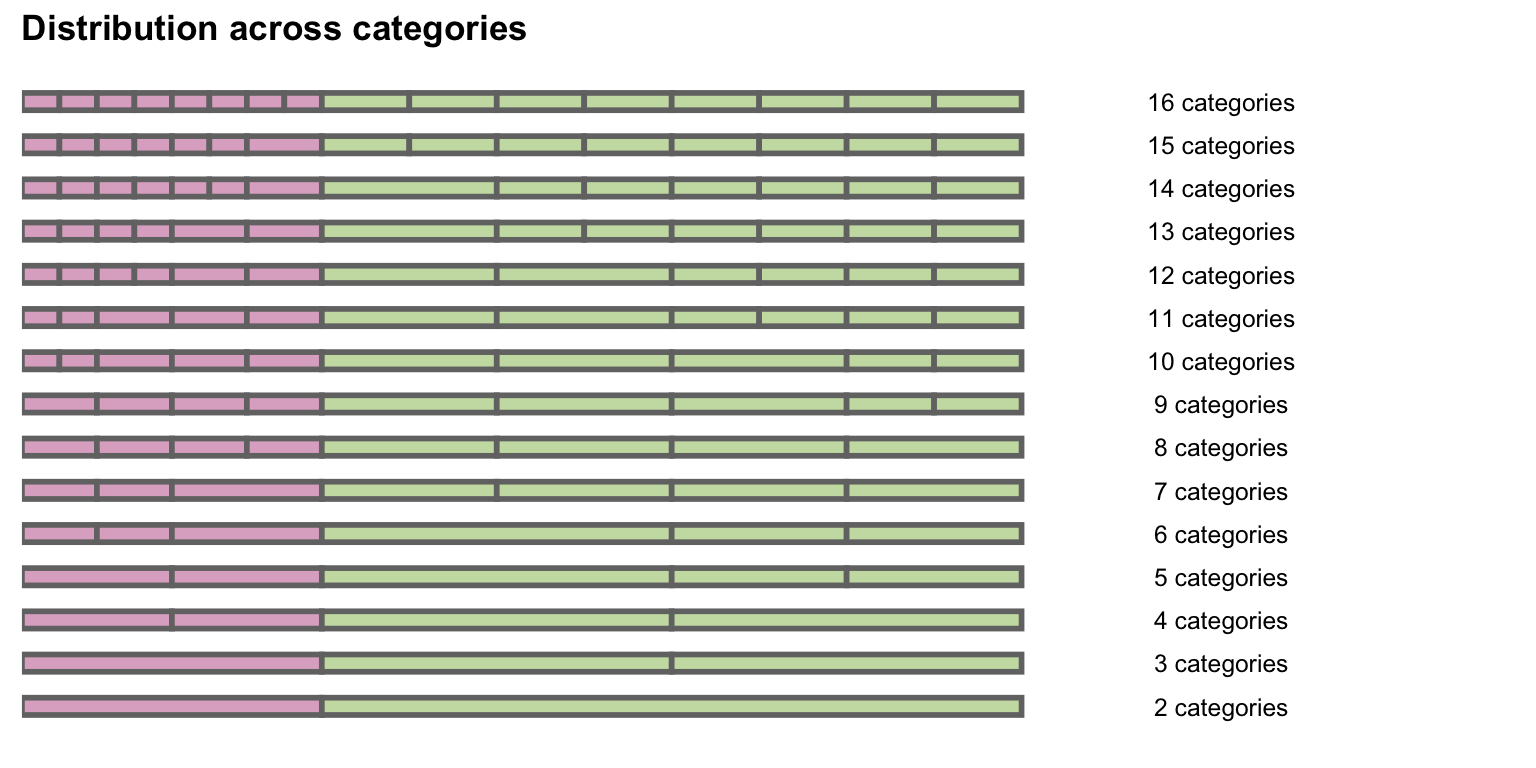 Distribution across categories
16 categories
15 categories
14 categories
13 categories
12 categories
11 categories
10 categories
9 categories
8 categories
7 categories
6 categories
5 categories
4 categories
3 categories
2 categories